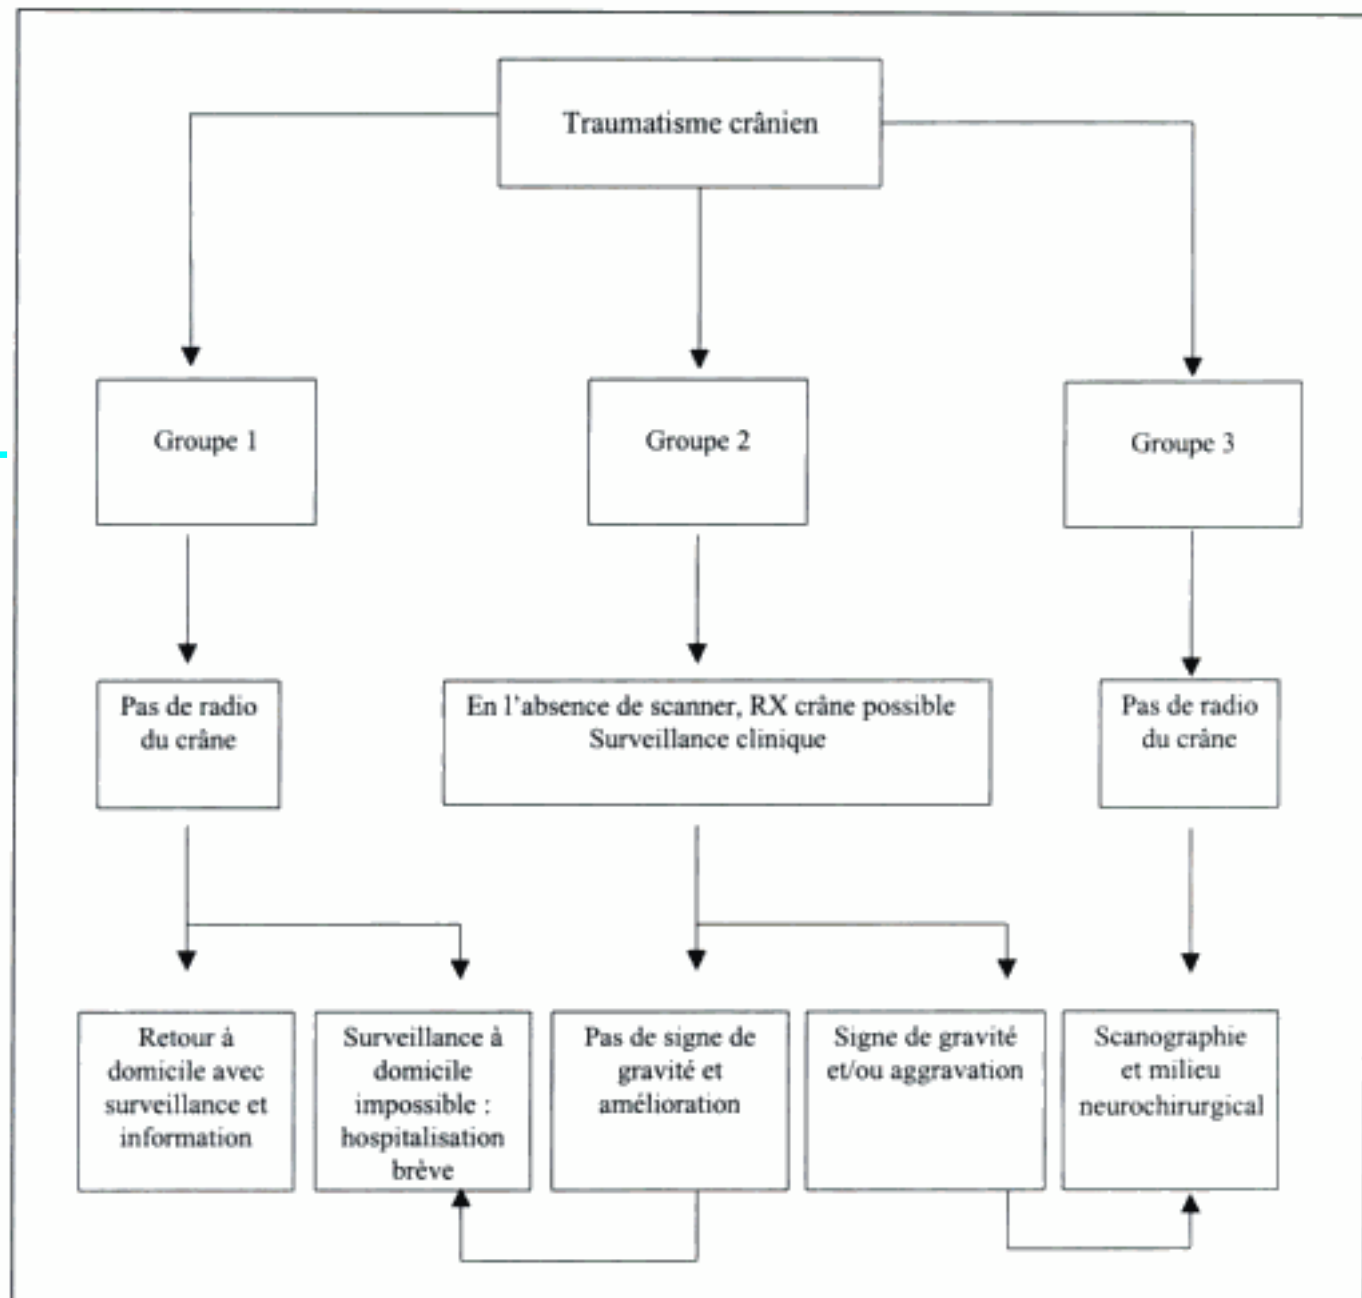 Traumatisme crânien
Groupe 1
Groupe 2
Groupe 3
Pas de radio
du crâne
En l'absence de scanner, RX crâne possible
Surveillance clinique
Pas de radio
du crâne
Retour à
domicile avec
surveillance et
information
Surveillance à
domicile
impossible :
hospitalisation
brève
Pas de signe de
gravité et
amélioration
Signe de gravité
et/ou aggravation
Scanographie
et milieu
neurochirurgical